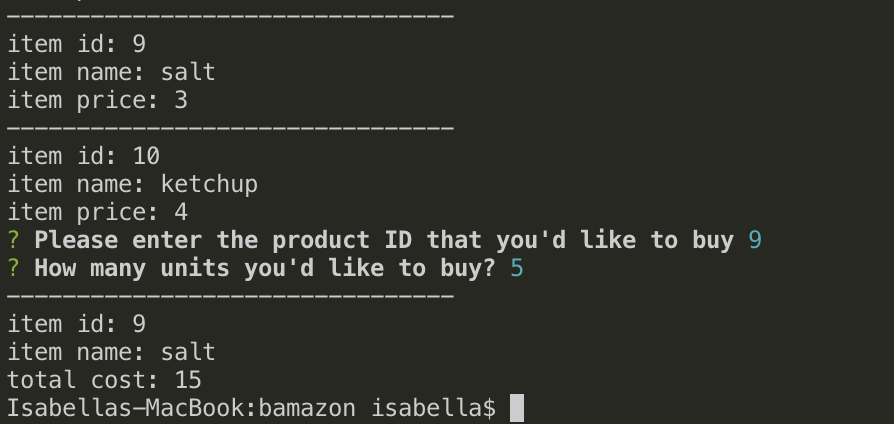 --------------------------------
item id: 9
item name: salt
item price: 3
--------------------------------
item id: 10
item name: ketchup
item price: 4
? Please enter the product ID that you'd like to buy 9
? How many units you'd like to buy? 5
--------------------------------
item id: 9
item name: salt
total cost: 15
Isabellas-MacBook:bamazon isabella$